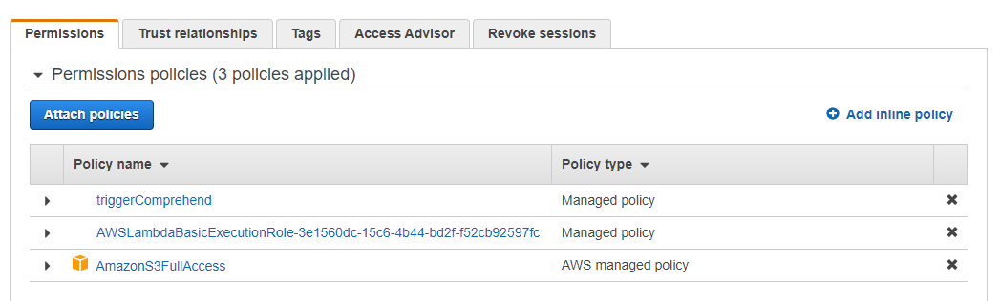 Permissions Trust relationships Tags Access Advisor Revoke sessions
Permissions policies (3 policies applied)
Attach policies Add inline policy
Policy name Policy type
triggerComprehend Managed policy
AWSLambdaBasicExecutionRole-3e1560dc-15c6-4b44-bd2f-f52cb92597fc Managed policy
AmazonS3FullAccess AWS managed policy